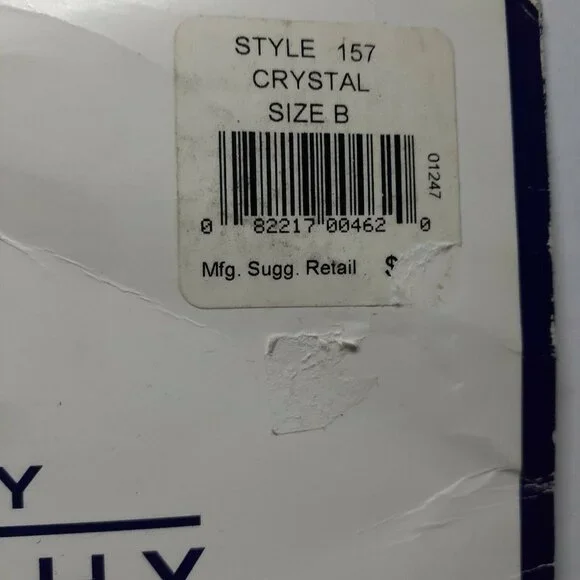 STYLE 157
CRYSTAL
SIZE B
01247
0 82217 00462 0
Mfg. Sugg. Retail $
Y